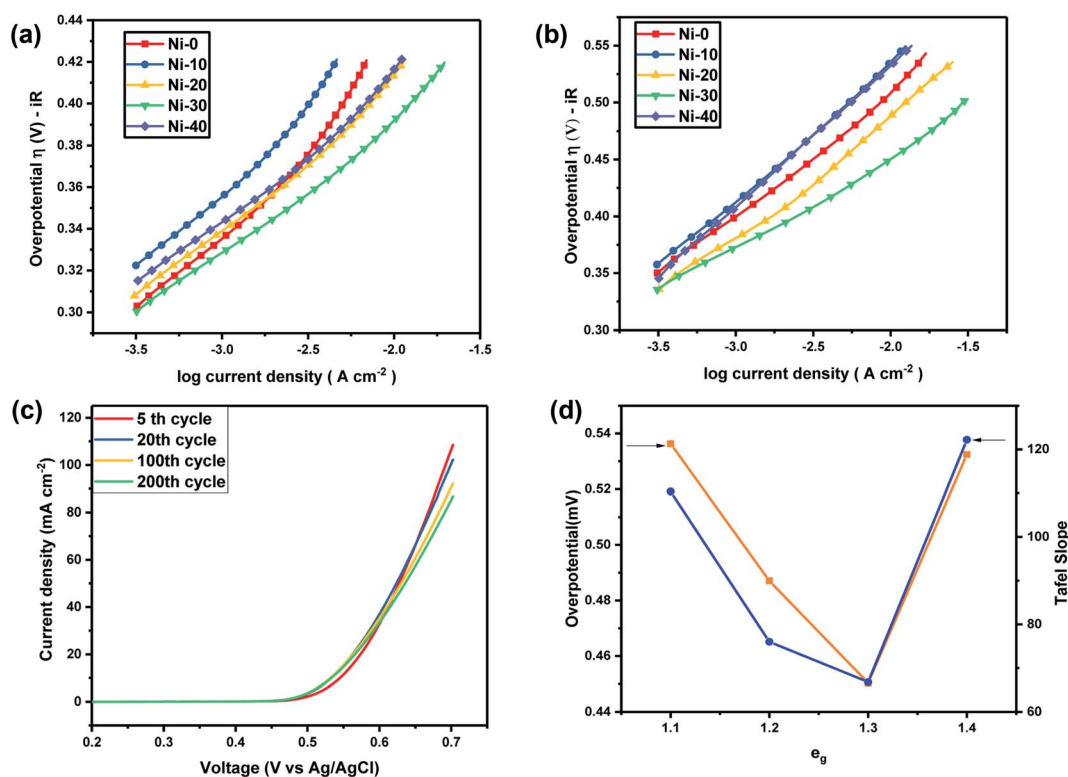 (a)
Ni-0
Ni-10
Ni-20
Ni-30
Ni-40
0.44
0.42
0.40
0.38
0.36
0.34
0.32
0.30
Overpotential η (V) - iR
-3.5 -3.0 -2.5 -2.0 -1.5
log current density ( A cm-2 )
(b)
Ni-0
Ni-10
Ni-20
Ni-30
Ni-40
0.55
0.50
0.45
0.40
0.35
0.30
Overpotential η (V) - iR
-3.5 -3.0 -2.5 -2.0 -1.5 -1.0
log current density ( A cm-2 )
(c)
5 th cycle
20th cycle
100th cycle
200th cycle
120
100
80
60
40
20
0
Current density (mA cm-2)
0.2 0.3 0.4 0.5 0.6 0.7
Voltage (V vs Ag/AgCl)
(d)
0.54
0.52
0.50
0.48
0.46
0.44
Overpotential(mV)
120
100
80
60
Tafel Slope
1.1 1.2 1.3 1.4
eg